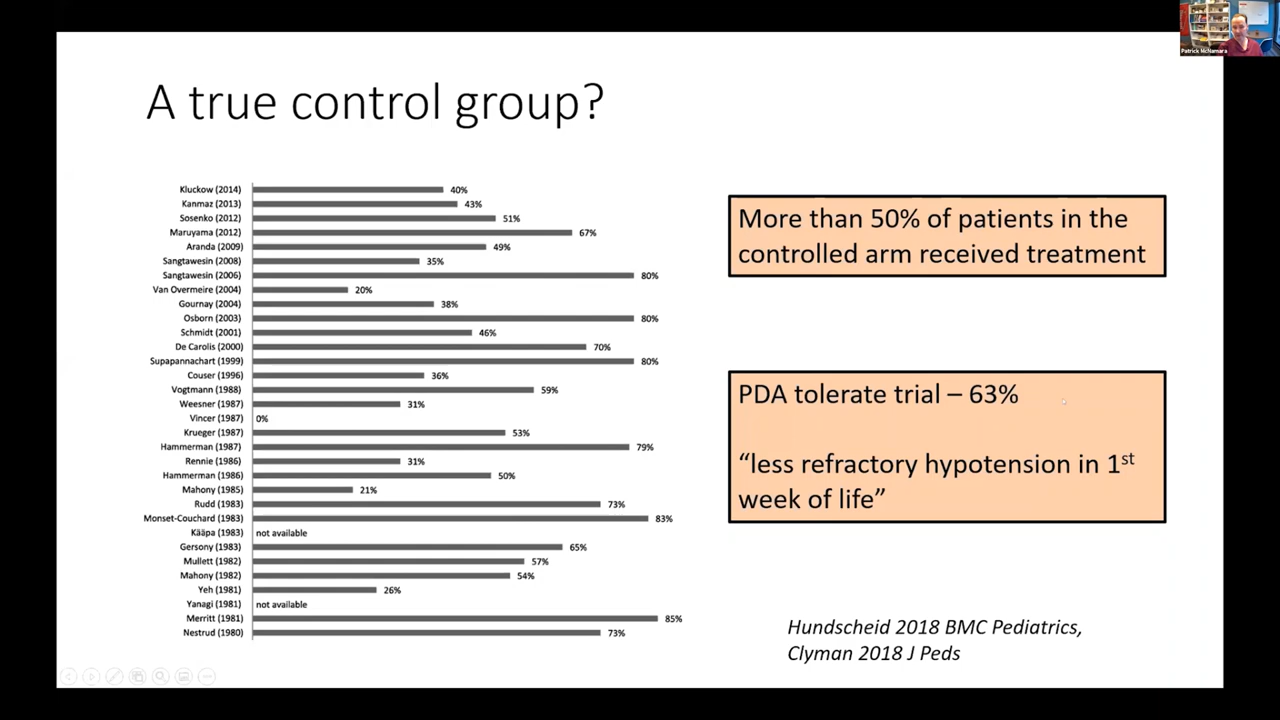 Patrick McNamara
A true control group?
Kluckow (2014) 40%
Kanmaz (2013) 43%
Sosenko (2012) 51%
Maruyama (2012) 67%
Aranda (2009) 49%
Sangtawesin (2008) 35%
Sangtawesin (2006) 80%
Van Overmeire (2004) 20%
Gournay (2004) 38%
Osborn (2003) 80%
Schmidt (2001) 46%
De Carolis (2000) 70%
Supapannachart (1999) 80%
Couser (1996) 36%
Vogtmann (1988) 59%
Weesner (1987) 31%
Vincer (1987) 0%
Krueger (1987) 53%
Hammerman (1987) 79%
Rennie (1986) 31%
Hammerman (1986) 50%
Mahony (1985) 21%
Rudd (1983) 73%
Monset-Couchard (1983) 83%
Kääpa (1983) not available
Gersony (1983) 65%
Mullett (1982) 57%
Mahony (1982) 54%
Yeh (1981) 26%
Yanagi (1981) not available
Merritt (1981) 85%
Nestrud (1980) 73%
More than 50% of patients in the
controlled arm received treatment
PDA tolerate trial – 63%
“less refractory hypotension in 1st
week of life”
Hundscheid 2018 BMC Pediatrics,
Clyman 2018 J Peds